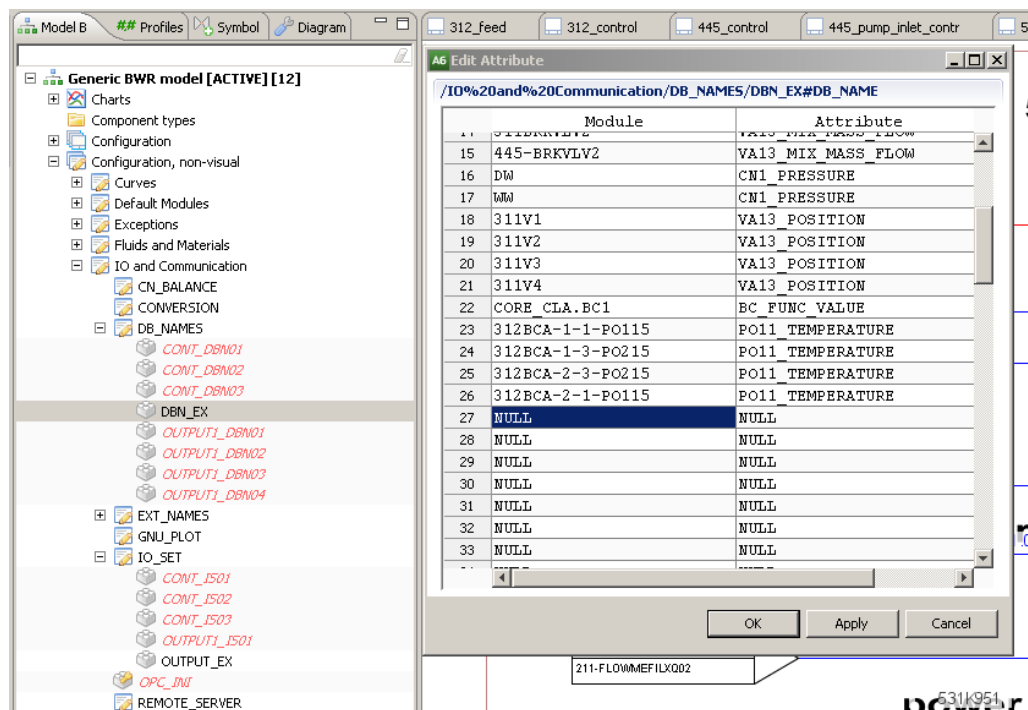 Model B ## Profiles Symbol Diagram
Generic BWR model [ACTIVE] [12]
Charts
Component types
Configuration
Configuration, non-visual
Curves
Default Modules
Exceptions
Fluids and Materials
IO and Communication
CN_BALANCE
CONVERSION
DB_NAMES
CONT_DBN01
CONT_DBN02
CONT_DBN03
DBN_EX
OUTPUT1_DBN01
OUTPUT1_DBN02
OUTPUT1_DBN03
OUTPUT1_DBN04
EXT_NAMES
GNU_PLOT
IO_SET
CONT_IS01
CONT_IS02
CONT_IS03
OUTPUT1_IS01
OUTPUT_EX
OPC_INI
REMOTE_SERVER
312_feed 312_control 445_control 445_pump_inlet_contr 5
A6 Edit Attribute
/IO%20and%20Communication/DB_NAMES/DBN_EX#DB_NAME
Module Attribute
15 445-BRKVLV2 VA13_MIX_MASS_FLOW
16 DW CN1_PRESSURE
17 WW CN1_PRESSURE
18 311V1 VA13_POSITION
19 311V2 VA13_POSITION
20 311V3 VA13_POSITION
21 311V4 VA13_POSITION
22 CORE_CLA.BC1 BC_FUNC_VALUE
23 312BCA-1-1-PO115 PO11_TEMPERATURE
24 312BCA-1-3-PO215 PO11_TEMPERATURE
25 312BCA-2-3-PO215 PO11_TEMPERATURE
26 312BCA-2-1-PO115 PO11_TEMPERATURE
27 NULL NULL
28 NULL NULL
29 NULL NULL
30 NULL NULL
31 NULL NULL
32 NULL NULL
33 NULL NULL
OK Apply Cancel
211-FLOWMEFILXQ02
531K951
power